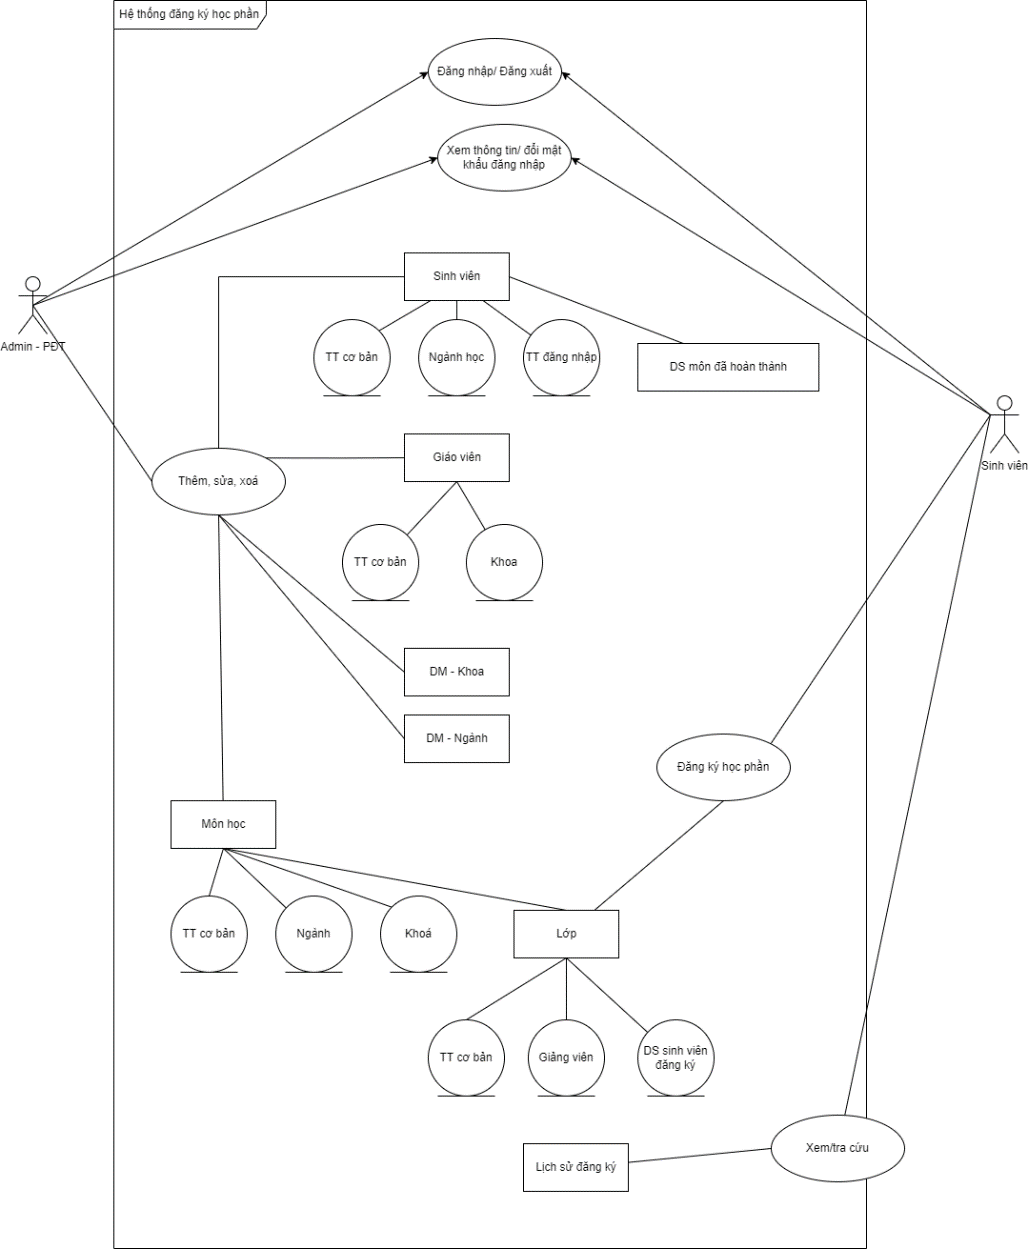 Hệ thống đăng ký học phần
Đăng nhập/ Đăng xuất
Xem thông tin/ đổi mật
khẩu đăng nhập
Admin - PĐT
Sinh viên
TT cơ bản
Ngành học
TT đăng nhập
DS môn đã hoàn thành
Sinh viên
Thêm, sửa, xoá
Giáo viên
TT cơ bản
Khoa
DM - Khoa
DM - Ngành
Đăng ký học phần
Môn học
TT cơ bản
Ngành
Khoá
Lớp
TT cơ bản
Giảng viên
DS sinh viên
đăng ký
Lịch sử đăng ký
Xem/tra cứu